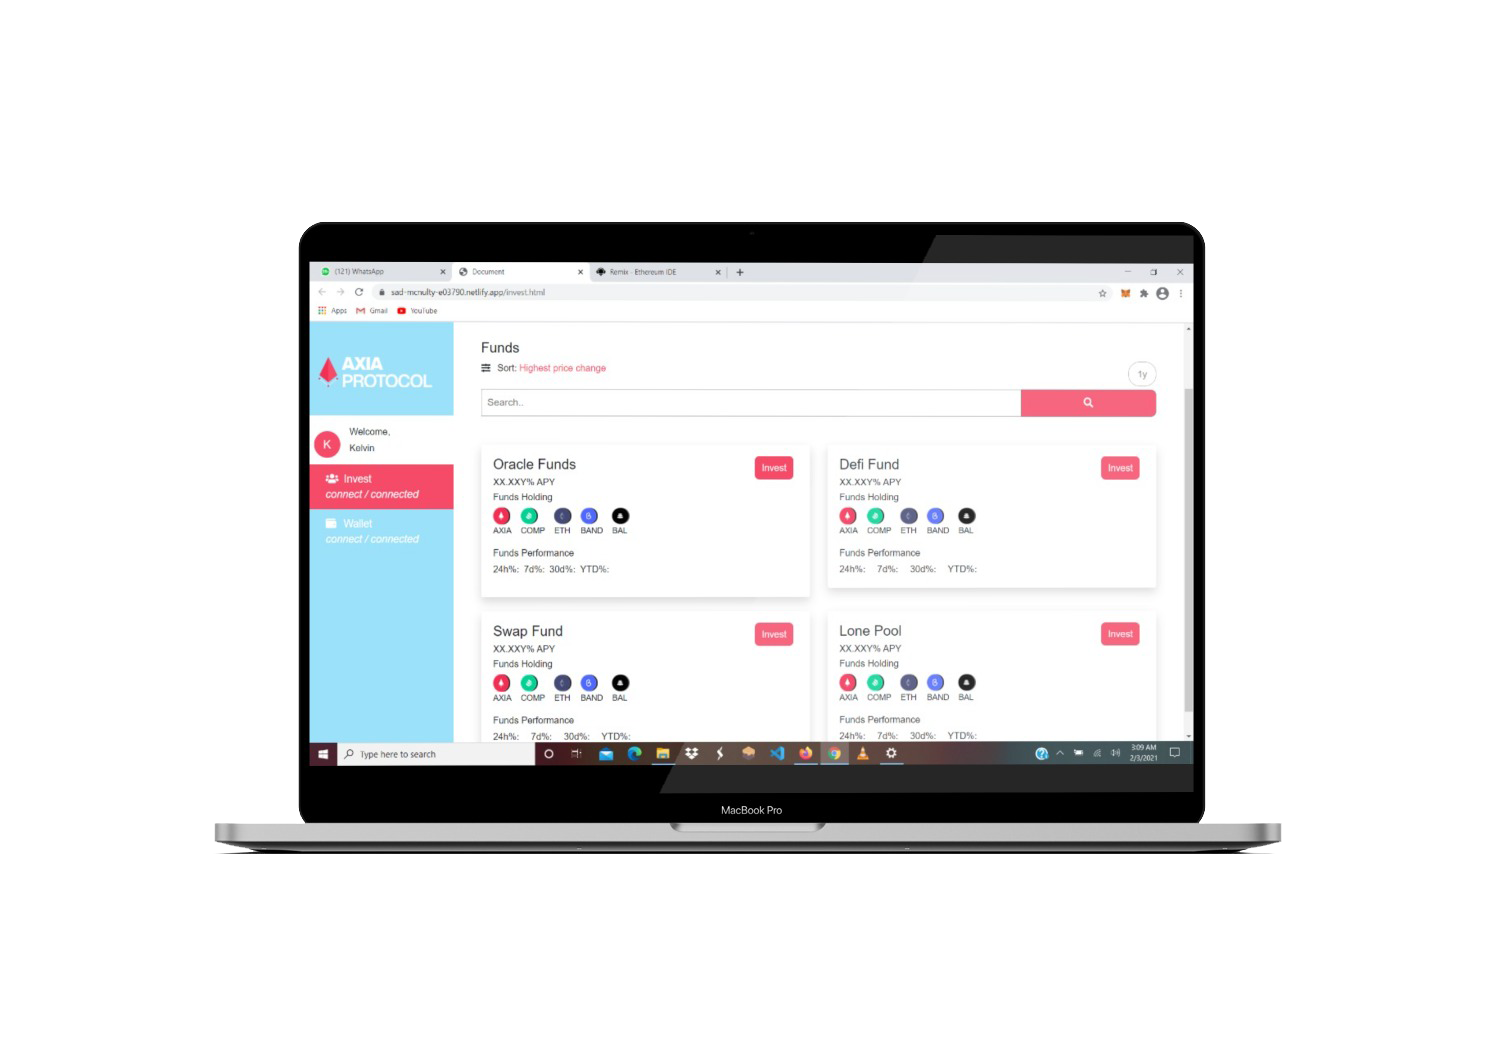 (121) WhatsApp
Document
Remix - Ethereum IDE
sad-mcnulty-e03790.netlify.app/invest.html
Apps Gmail YouTube
AXIA
PROTOCOL
Welcome,
K
Kelvin
Invest
connect / connected
Wallet
connect / connected
Funds
Sort: Highest price change
1y
Search..
Oracle Funds
Invest
XX.XXY% APY
Funds Holding
AXIA COMP ETH BAND BAL
Funds Performance
24h%: 7d%: 30d%: YTD%:
Defi Fund
Invest
XX.XXY% APY
Funds Holding
AXIA COMP ETH BAND BAL
Funds Performance
24h%: 7d%: 30d%: YTD%:
Swap Fund
Invest
XX.XXY% APY
Funds Holding
AXIA COMP ETH BAND BAL
Funds Performance
24h%: 7d%: 30d%: YTD%:
Lone Pool
Invest
XX.XXY% APY
Funds Holding
AXIA COMP ETH BAND BAL
Funds Performance
24h%: 7d%: 30d%: YTD%:
Type here to search
3:09 AM
2/3/2021
MacBook Pro